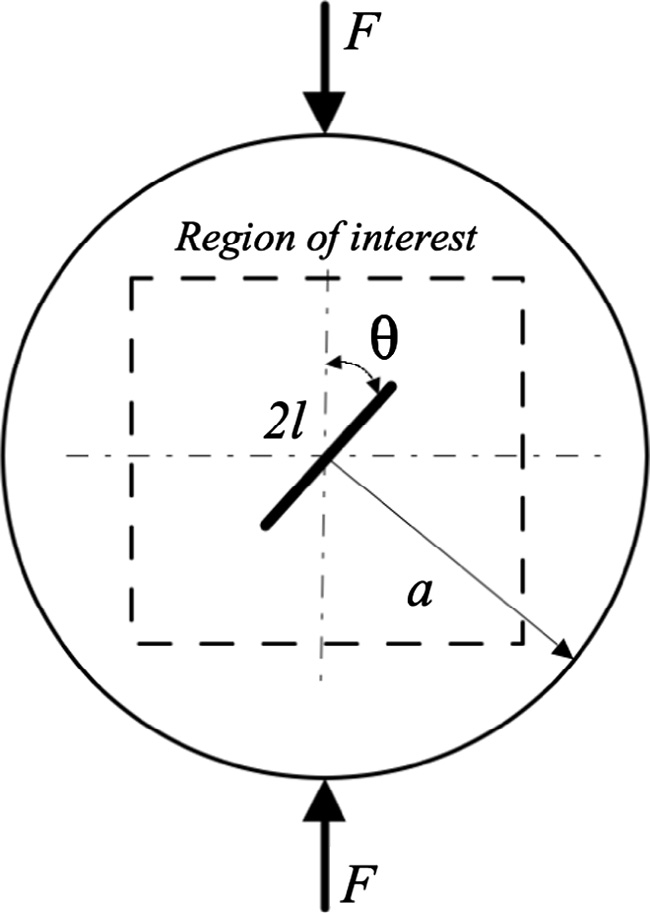 F
Region of interest
θ
2l
a
F